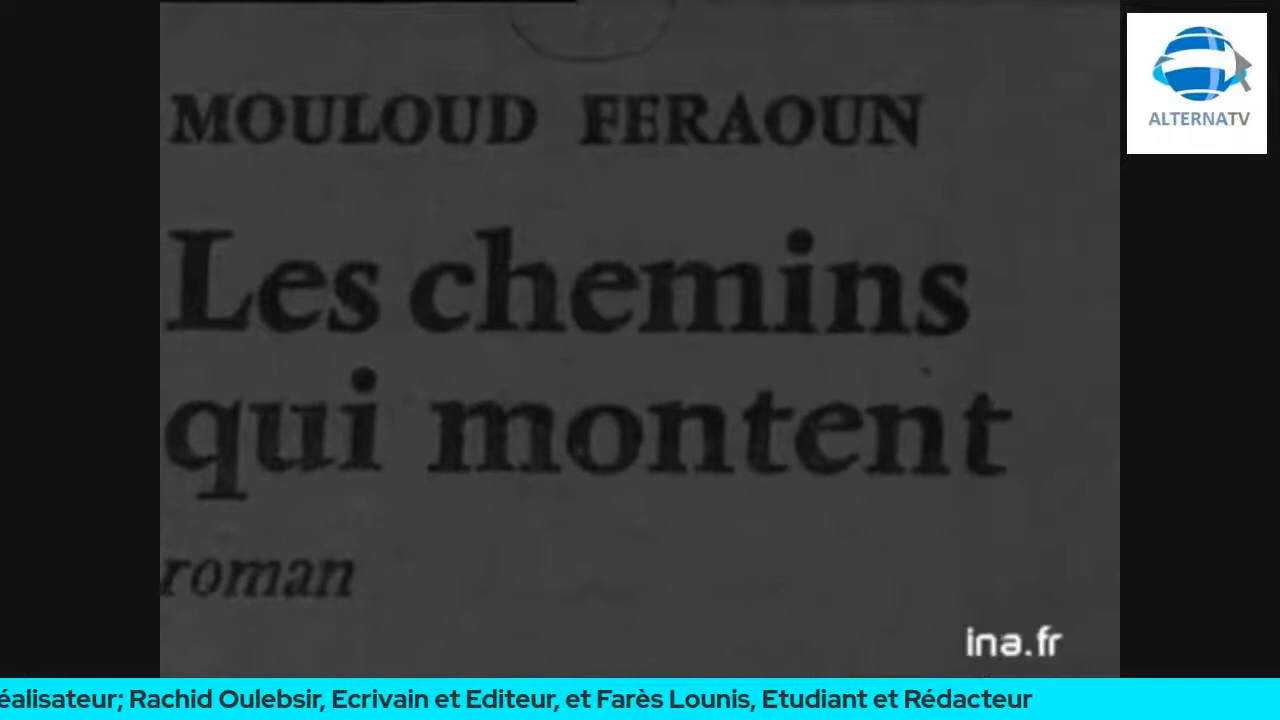 MOULOUD FERAOUN
Les chemins
qui montent
roman
ina.fr
ALTERNATV
éalisateur; Rachid Oulebsir, Ecrivain et Editeur, et Farès Lounis, Etudiant et Rédacteur